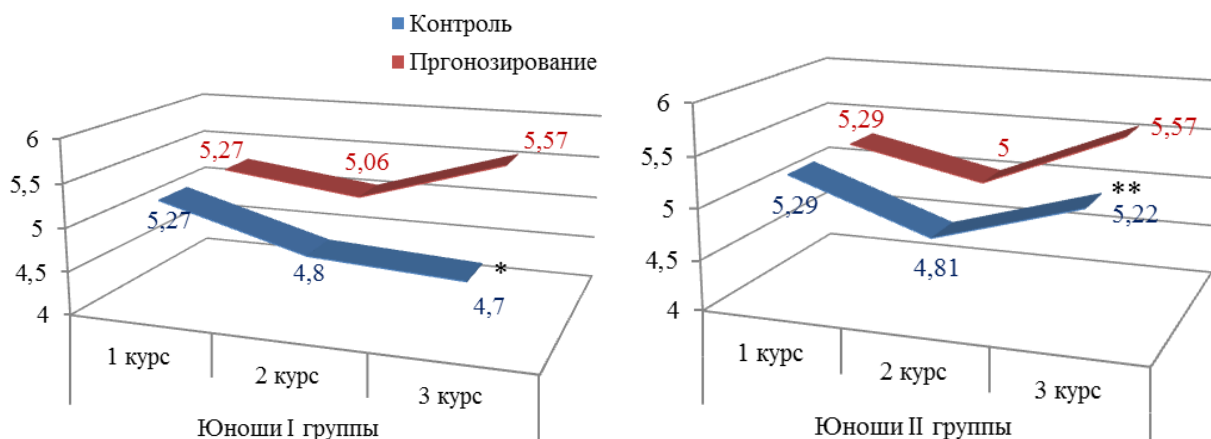 Контроль
Пргонозирование
6
5,5
5
4,5
4
5,27
5,06
5,57
5,27
4,8
4,7
*
1 курс
2 курс
3 курс
Юноши I группы
6
5,5
5
4,5
4
5,29
5
5,57
5,29
4,81
**
5,22
1 курс
2 курс
3 курс
Юноши II группы